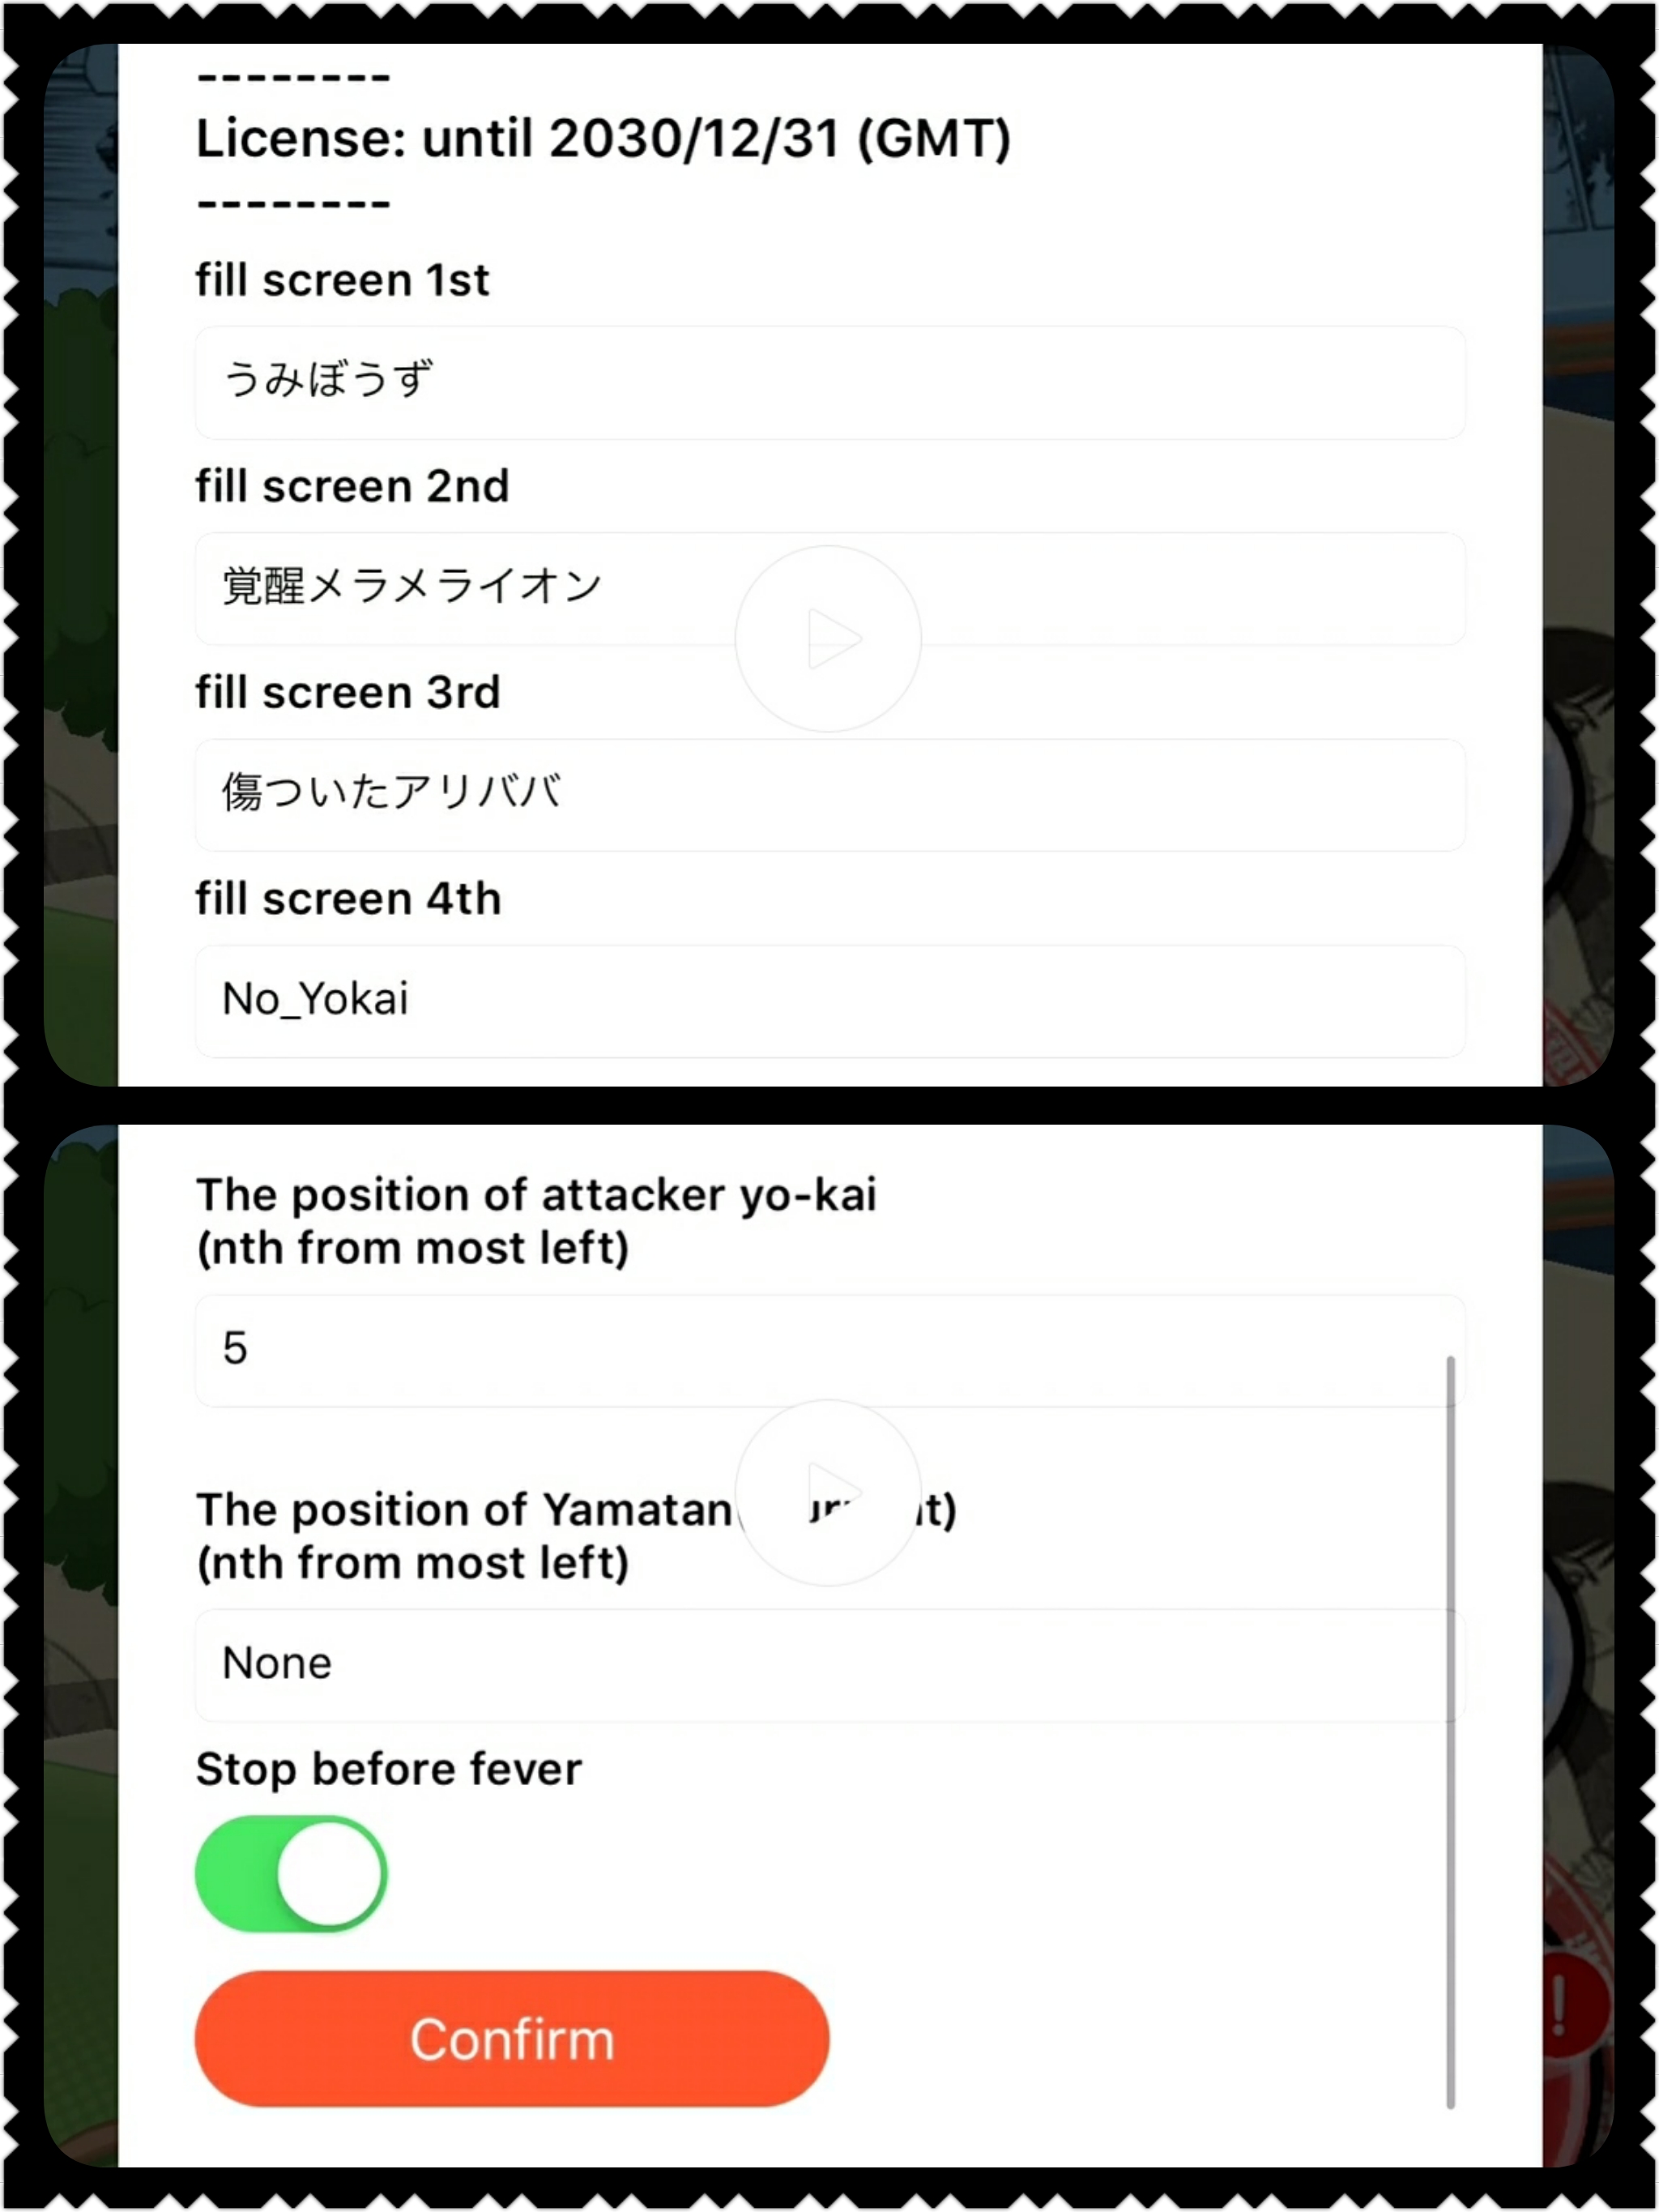 --------
License: until 2030/12/31 (GMT)
--------
fill screen 1st
うみぼうず
fill screen 2nd
覚醒メラメライオン
fill screen 3rd
傷ついたアリババ
fill screen 4th
No_Yokai
The position of attacker yo-kai
(nth from most left)
5
The position of
(nth from most left)
None
Stop before fever
Confirm
!